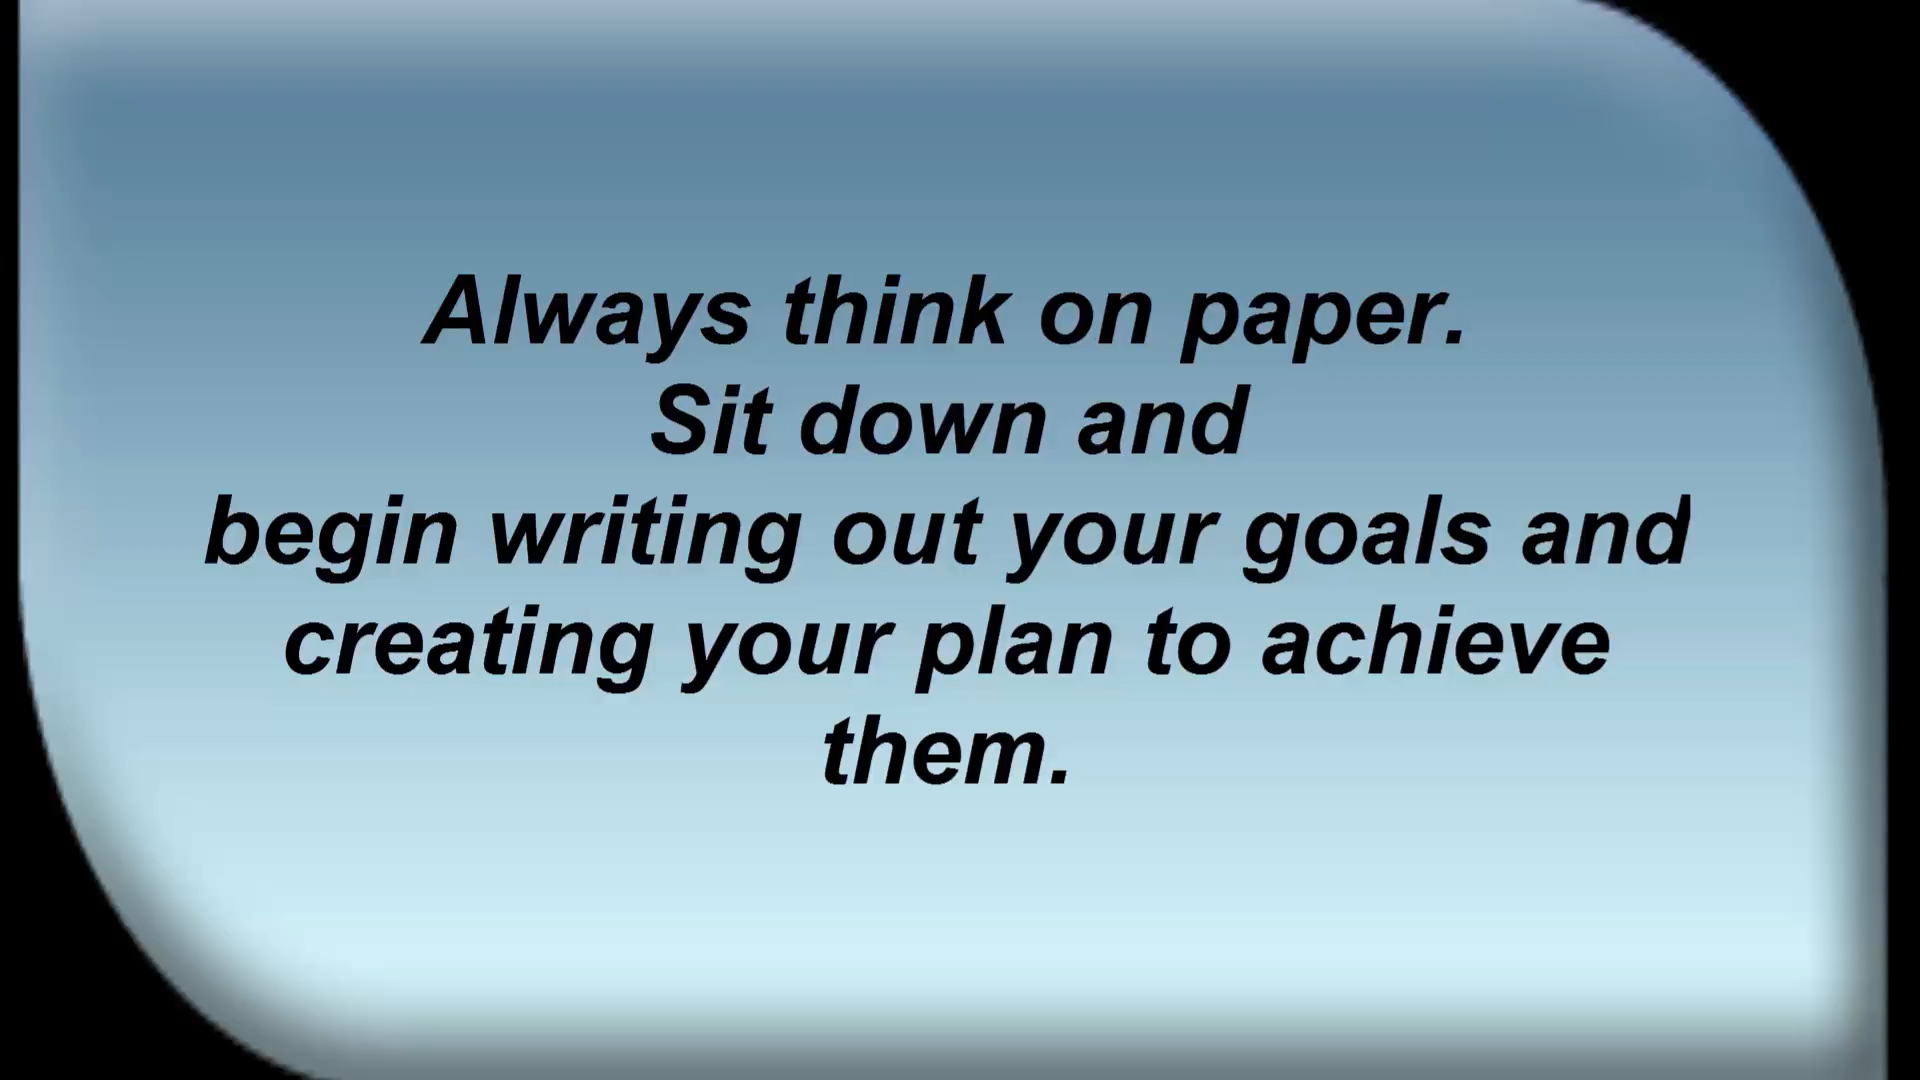 Always think on paper.
Sit down and
begin writing out your goals and
creating your plan to achieve
them.